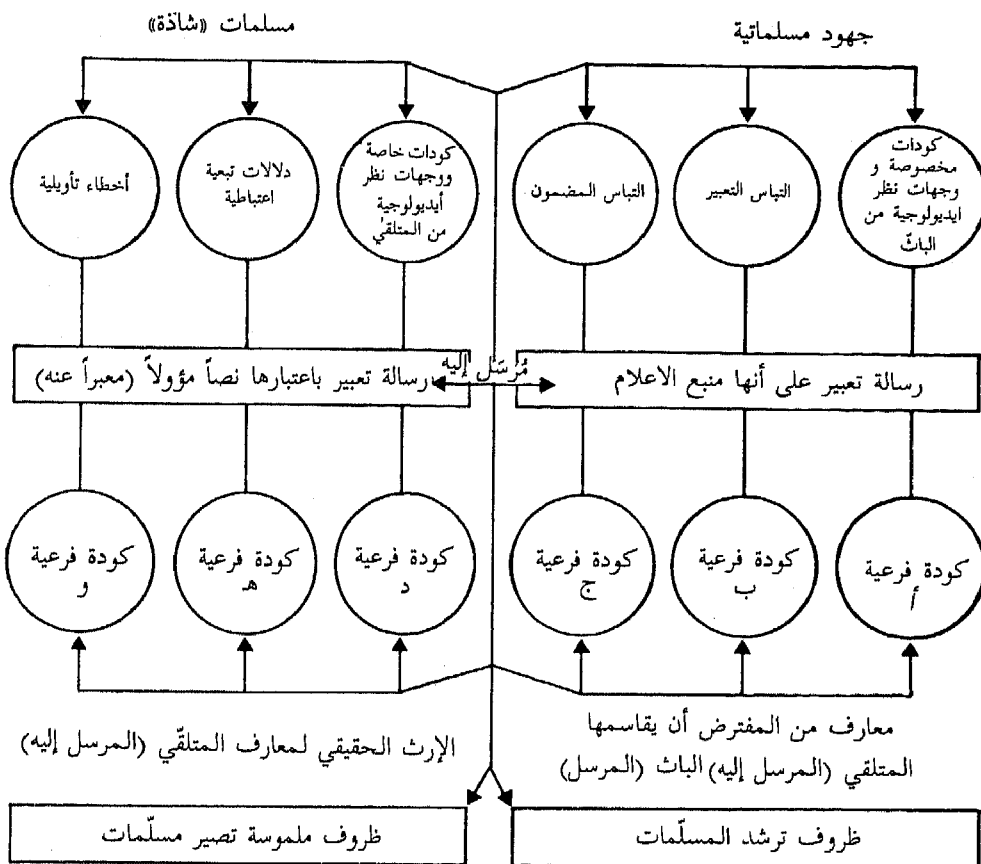 جهود مسلماتية
مسلمات «شاذة»
كودات
مخصوصة و
وجهات نظر
ايديولوجية من
الباثّ
التباس التعبير
التباس المضمون
كودات خاصة
ووجهات نظر
أيديولوجية
من المتلقي
دلالات تبعية
اعتباطية
أخطاء تأويلية
رسالة تعبير على أنها منبع الاعلام
مُرسَل إليه
رسالة تعبير باعتبارها نصاً مؤولاً (معبراً عنه)
كودة فرعية
أ
كودة فرعية
ب
كودة فرعية
ج
كودة فرعية
د
كودة فرعية
هـ
كودة فرعية
و
معارف من المفترض أن يقاسمها
المتلقي (المرسل إليه) الباث (المرسل)
الإرث الحقيقي لمعارف المتلقّي (المرسل إليه)
ظروف ترشد المسلّمات
ظروف ملموسة تصير مسلّمات